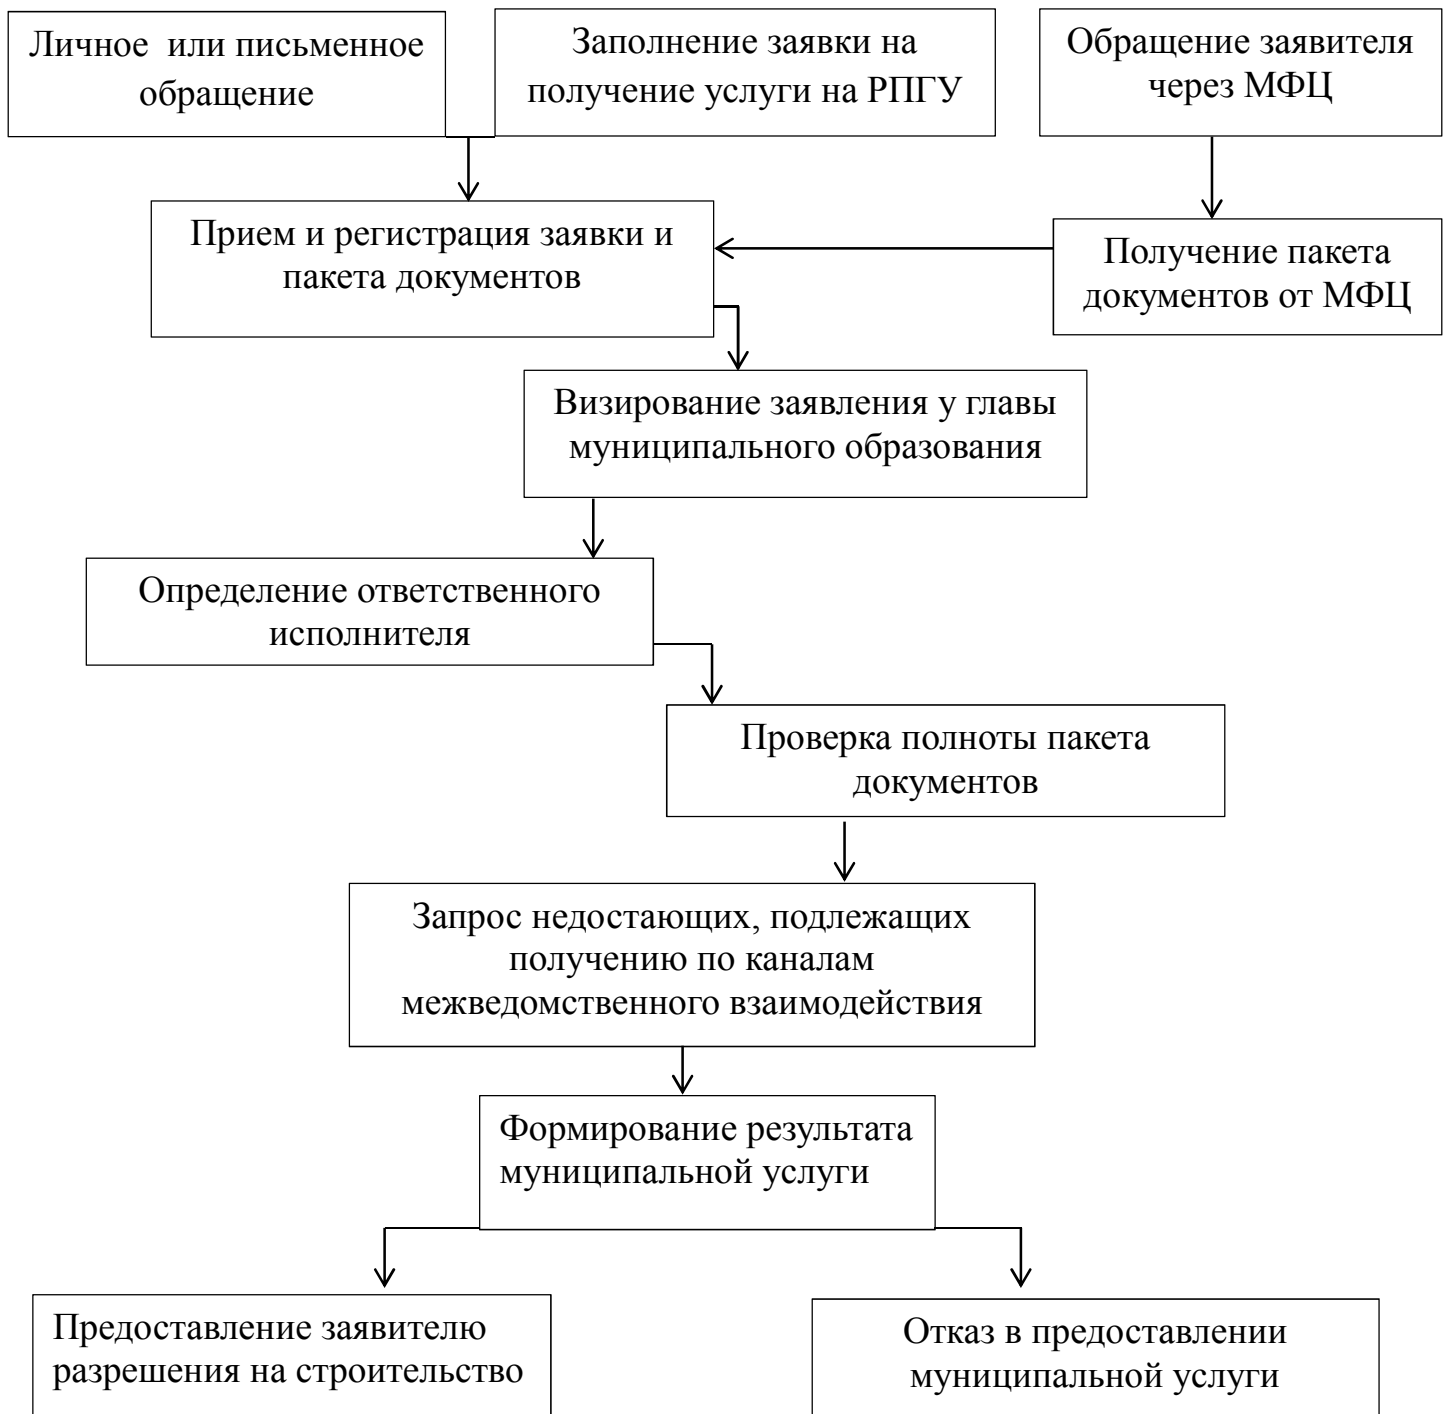 Личное или письменное
обращение
Заполнение заявки на
получение услуги на РПГУ
Обращение заявителя
через МФЦ
Прием и регистрация заявки и
пакета документов
Получение пакета
документов от МФЦ
Визирование заявления у главы
муниципального образования
Определение ответственного
исполнителя
Проверка полноты пакета
документов
Запрос недостающих, подлежащих
получению по каналам
межведомственного взаимодействия
Формирование результата
муниципальной услуги
Предоставление заявителю
разрешения на строительство
Отказ в предоставлении
муниципальной услуги